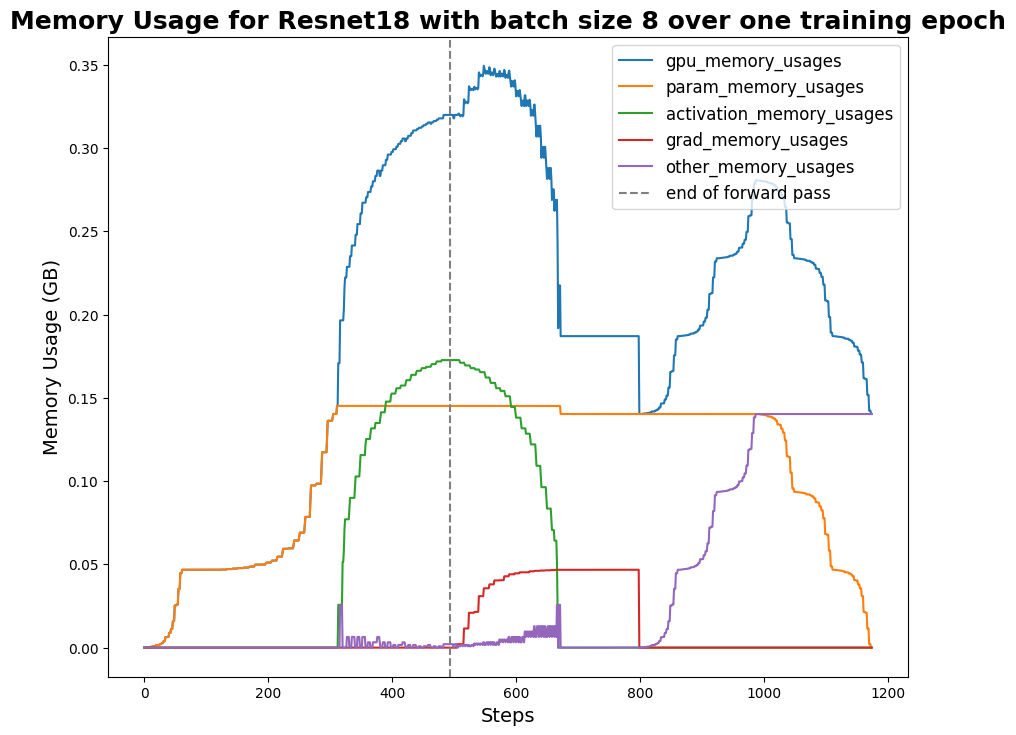 Memory Usage for Resnet18 with batch size 8 over one training epoch
gpu_memory_usages
param_memory_usages
activation_memory_usages
grad_memory_usages
other_memory_usages
end of forward pass
Memory Usage (GB)
0.35
0.30
0.25
0.20
0.15
0.10
0.05
0.00
0 200 400 600 800 1000 1200
Steps